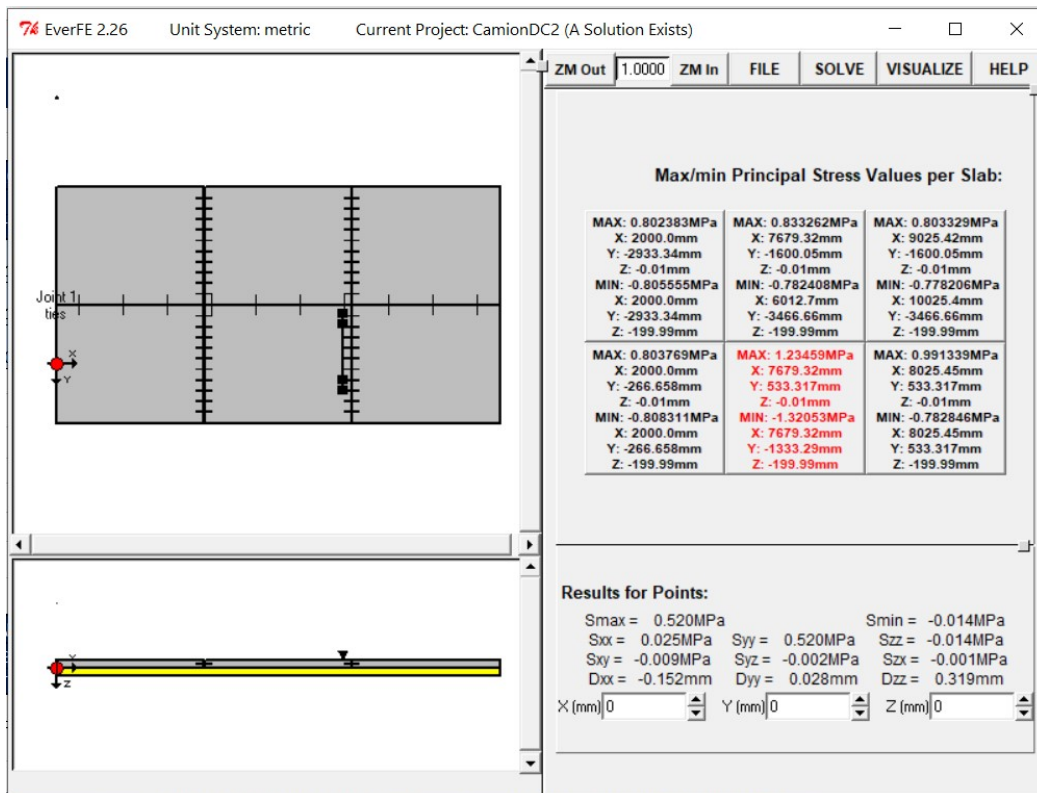 EverFE 2.26 Unit System: metric Current Project: CamionDC2 (A Solution Exists)
ZM Out 1.0000 ZM In FILE SOLVE VISUALIZE HELP
Max/min Principal Stress Values per Slab:
MAX: 0.802383MPa
X: 2000.0mm
Y: -2933.34mm
Z: -0.01mm
MIN: -0.805555MPa
X: 2000.0mm
Y: -2933.34mm
Z: -199.99mm
MAX: 0.833262MPa
X: 7679.32mm
Y: -1600.05mm
Z: -0.01mm
MIN: -0.782408MPa
X: 6012.7mm
Y: -3466.66mm
Z: -199.99mm
MAX: 0.803329MPa
X: 9025.42mm
Y: -1600.05mm
Z: -0.01mm
MIN: -0.778206MPa
X: 10025.4mm
Y: -3466.66mm
Z: -199.99mm
MAX: 0.803769MPa
X: 2000.0mm
Y: -266.658mm
Z: -0.01mm
MIN: -0.808311MPa
X: 2000.0mm
Y: -266.658mm
Z: -199.99mm
MAX: 1.23459MPa
X: 7679.32mm
Y: 533.317mm
Z: -0.01mm
MIN: -1.32053MPa
X: 7679.32mm
Y: -1333.29mm
Z: -199.99mm
MAX: 0.991339MPa
X: 8025.45mm
Y: 533.317mm
Z: -0.01mm
MIN: -0.782846MPa
X: 8025.45mm
Y: 533.317mm
Z: -199.99mm
Joint 1
ties
X
Y
X
Z
Results for Points:
Smax = 0.520MPa Smin = -0.014MPa
Sxx = 0.025MPa Syy = 0.520MPa Szz = -0.014MPa
Sxy = -0.009MPa Syz = -0.002MPa Szx = -0.001MPa
Dxx = -0.152mm Dyy = 0.028mm Dzz = 0.319mm
X (mm) 0 Y (mm) 0 Z (mm) 0